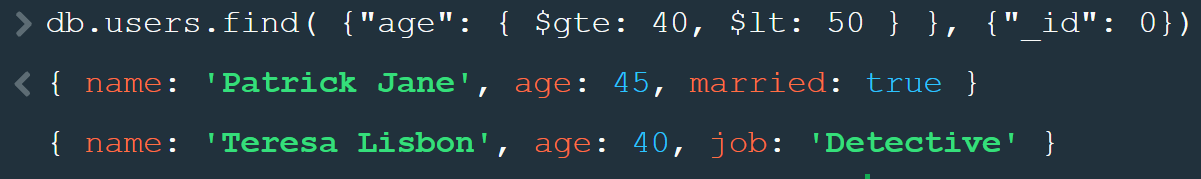 > db.users.find( {"age": { $gte: 40, $lt: 50 } }, {"_id": 0})
< { name: 'Patrick Jane', age: 45, married: true }
{ name: 'Teresa Lisbon', age: 40, job: 'Detective' }